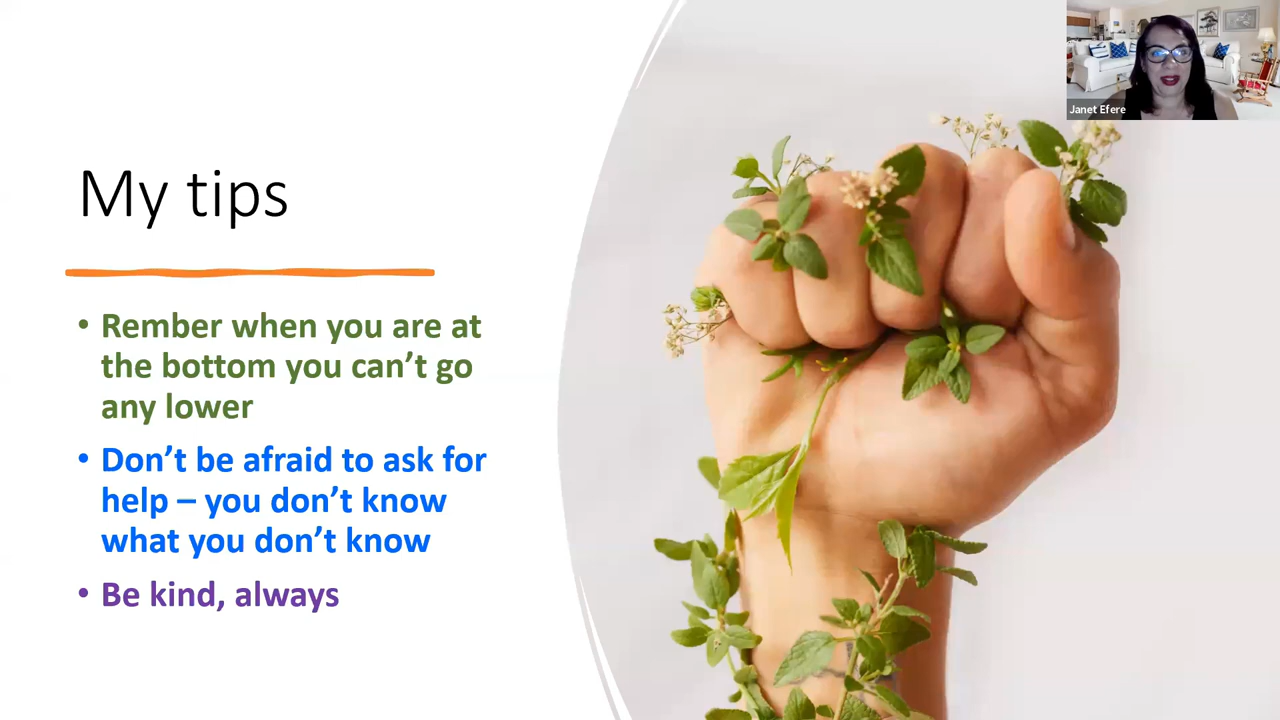 My tips
• Rember when you are at
the bottom you can't go
any lower
• Don't be afraid to ask for
help – you don't know
what you don't know
• Be kind, always
Janet Efere